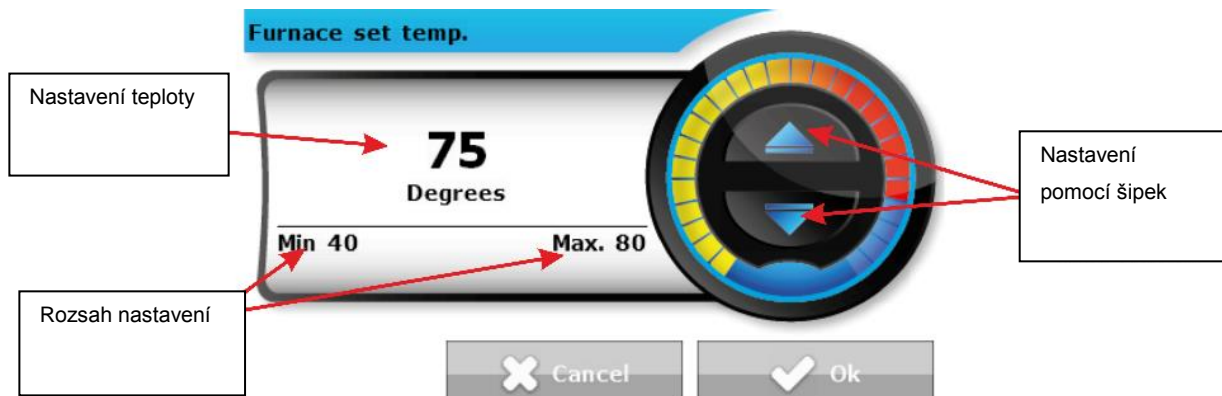 Furnace set temp.
Nastavení teploty
75
Degrees
Min 40
Max. 80
Nastavení
pomocí šipek
Rozsah nastavení
Cancel
Ok